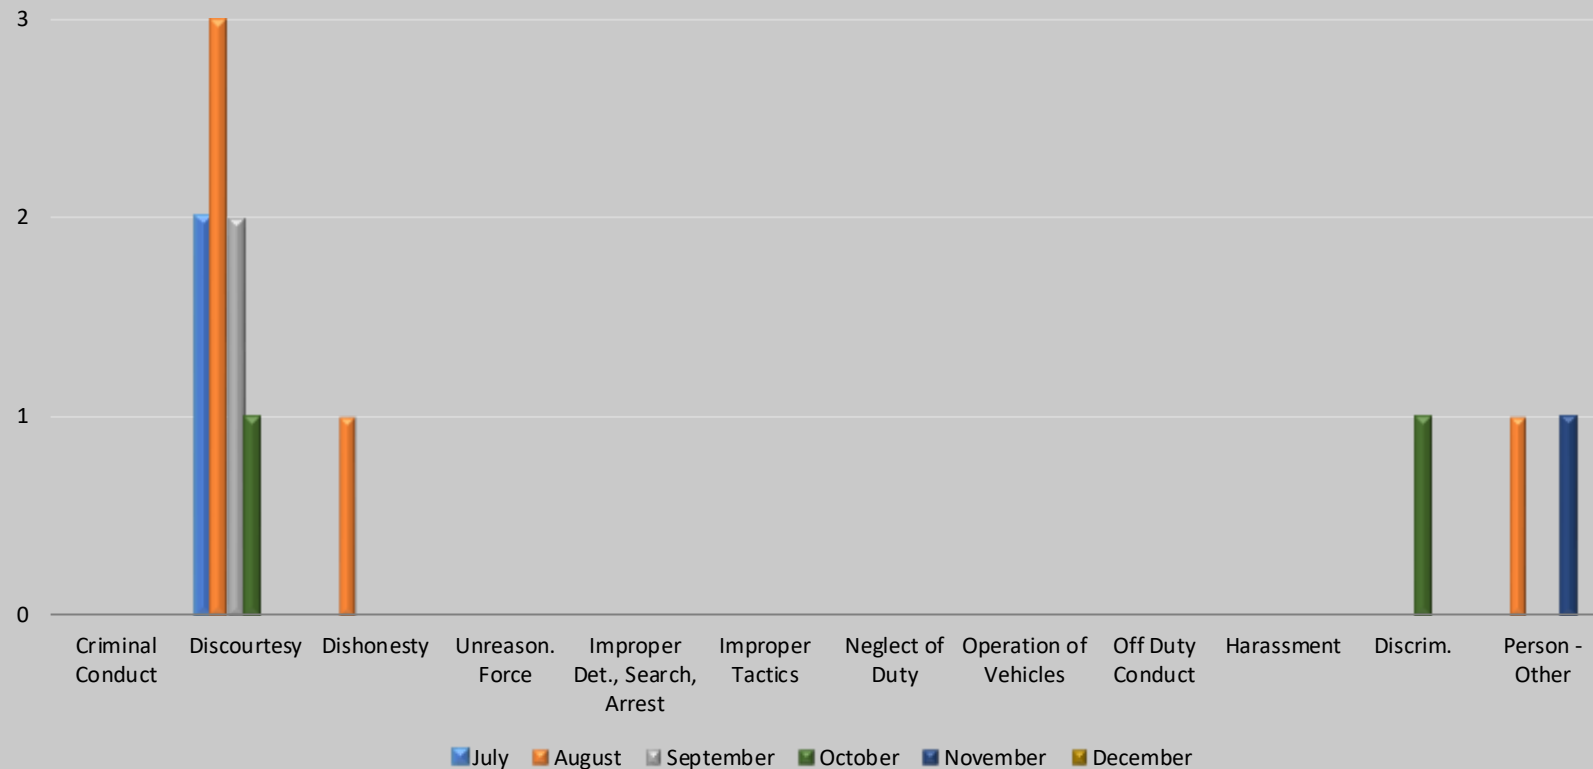 3
2
1
0
Criminal
Conduct
Discourtesy
Dishonesty
Unreason.
Force
Improper
Det., Search,
Arrest
Improper
Tactics
Neglect of
Duty
Operation of
Vehicles
Off Duty
Conduct
Harassment
Discrim.
Person -
Other
July August September October November December